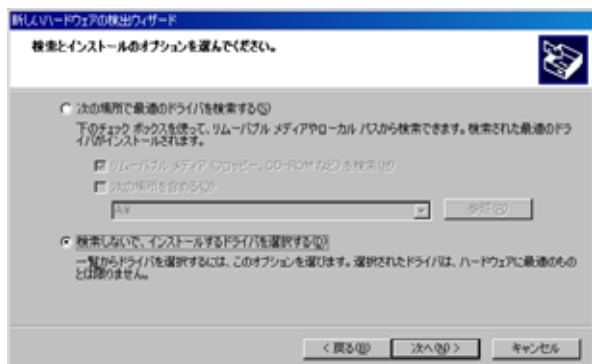 新しいハードウェアの検出ウィザード
検索とインストールのオプションを選んでください。
次の場所で最適のドライバを検索する(S)
下のチェック ボックスを使って、リムーバブル メディアやローカル パスから検索できます。検索された最適のドラ
イバがインストールされます。
リムーバブル メディア (フロッピー、CD-ROM など) を検索(M)
次の場所を含める(O):
A:¥
参照(R)
検索しないで、インストールするドライバを選択する(D)
一覧からドライバを選択するには、このオプションを選びます。選択されたドライバは、ハードウェアに最適のもの
とは限りません。
< 戻る(B)
次へ(N) >
キャンセル